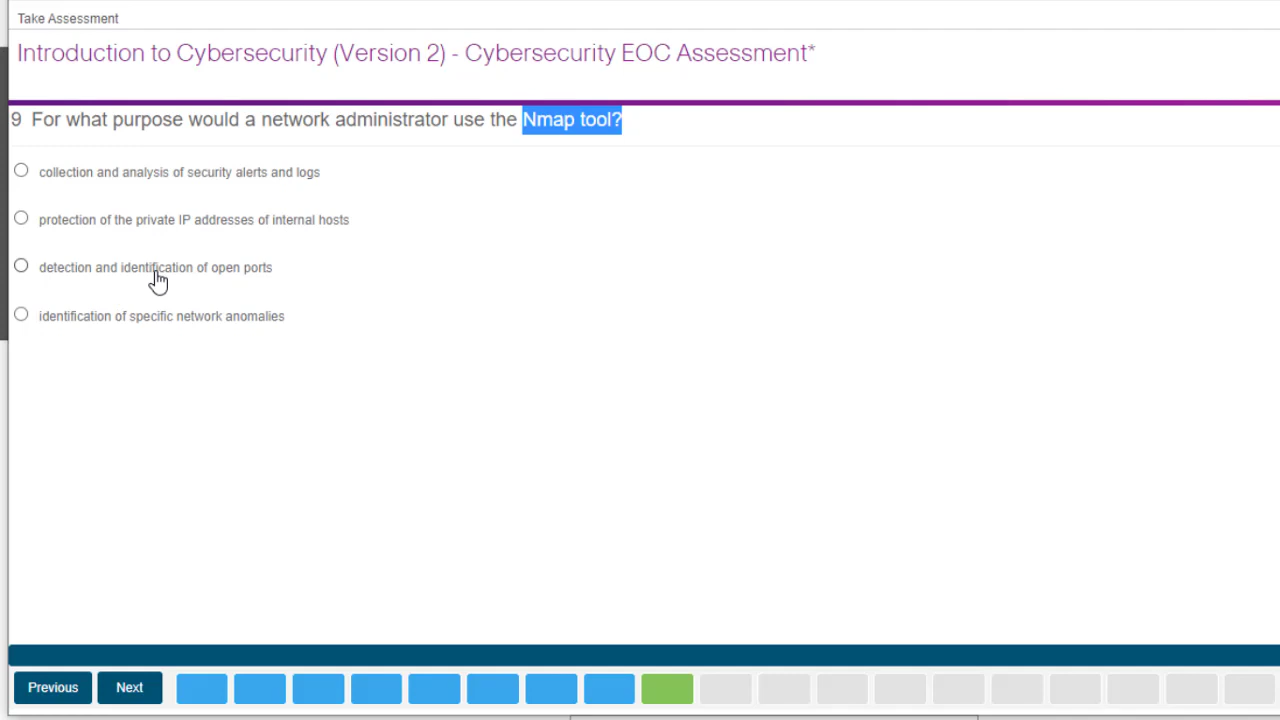 Take Assessment
Introduction to Cybersecurity (Version 2) - Cybersecurity EOC Assessment*
9 For what purpose would a network administrator use the Nmap tool?
collection and analysis of security alerts and logs
protection of the private IP addresses of internal hosts
detection and identification of open ports
identification of specific network anomalies
Previous Next